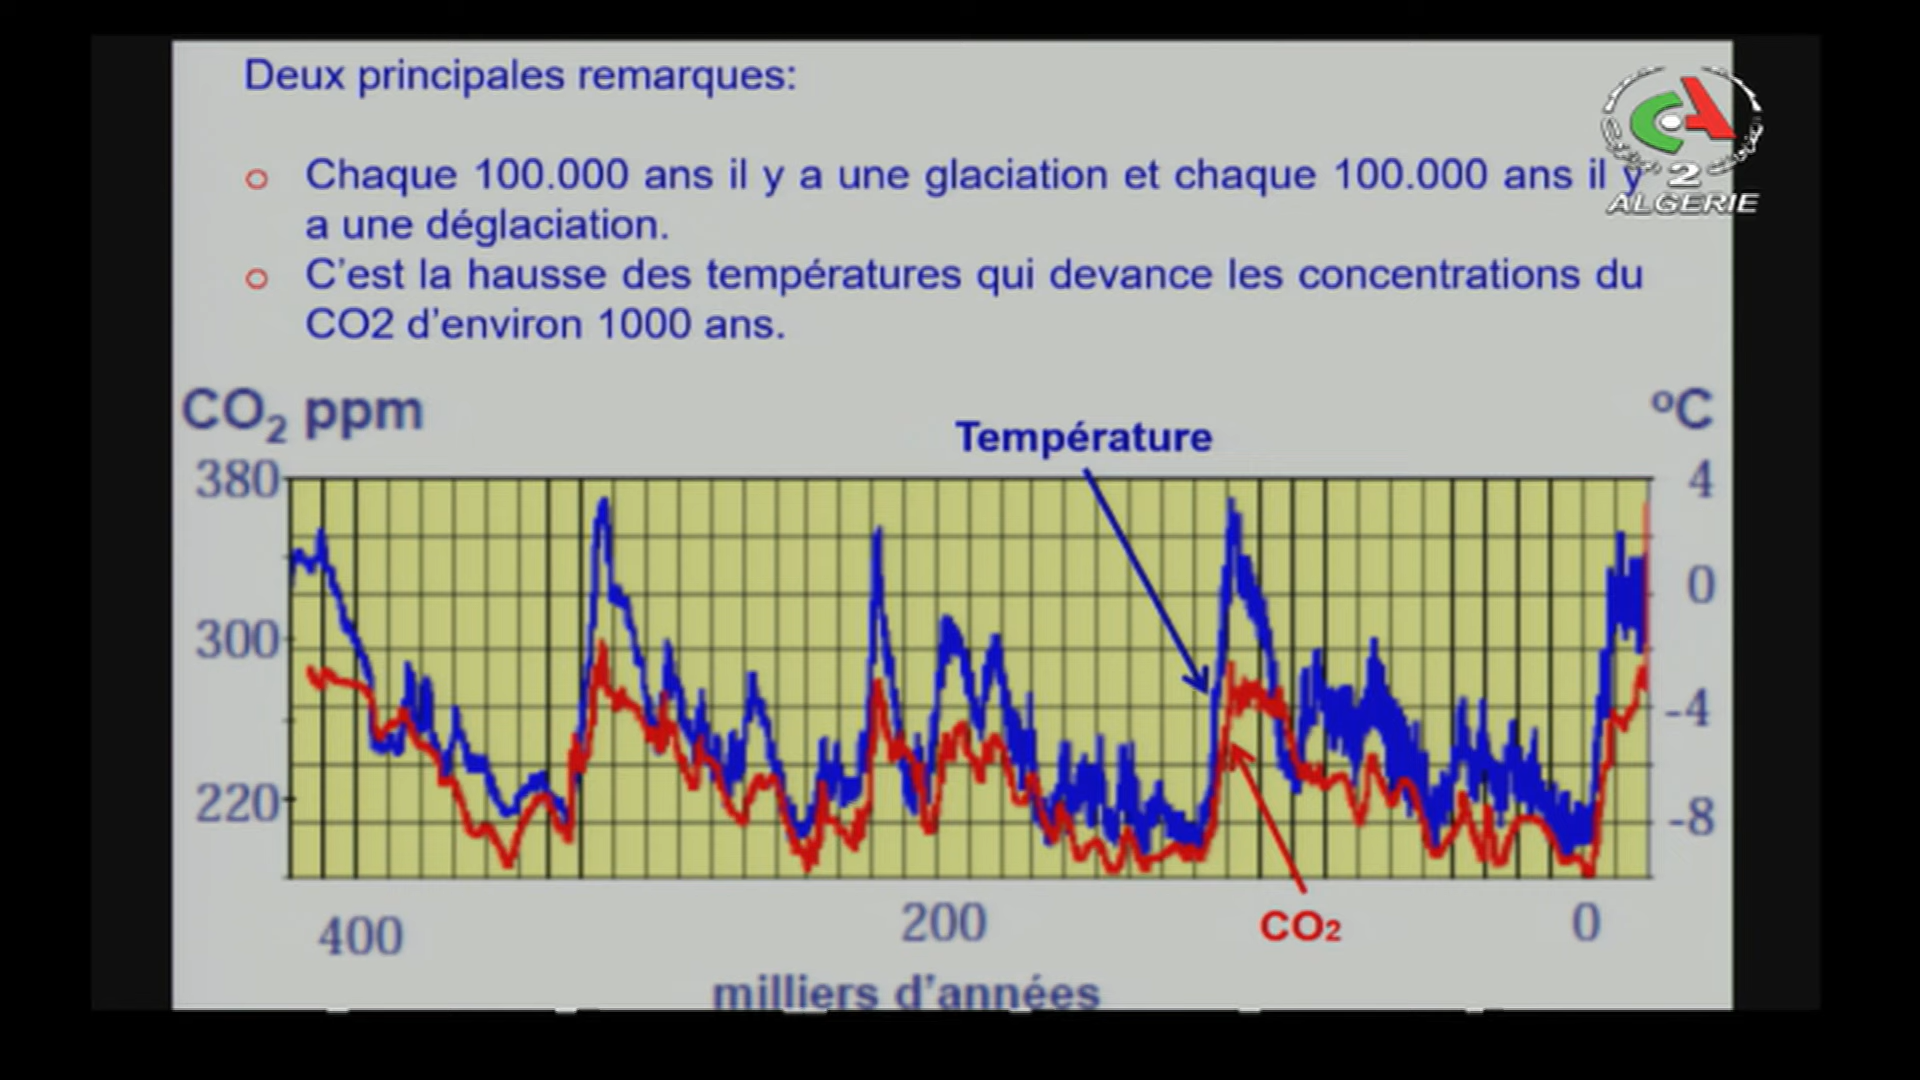 Deux principales remarques:
Chaque 100.000 ans il y a une glaciation et chaque 100.000 ans il y
a une déglaciation.
C'est la hausse des températures qui devance les concentrations du
CO2 d'environ 1000 ans.
2
ALGERIE
CO₂ ppm
ºC
Température
380
4
0
300
-4
220
-8
400
200
CO₂
0
milliers d'années